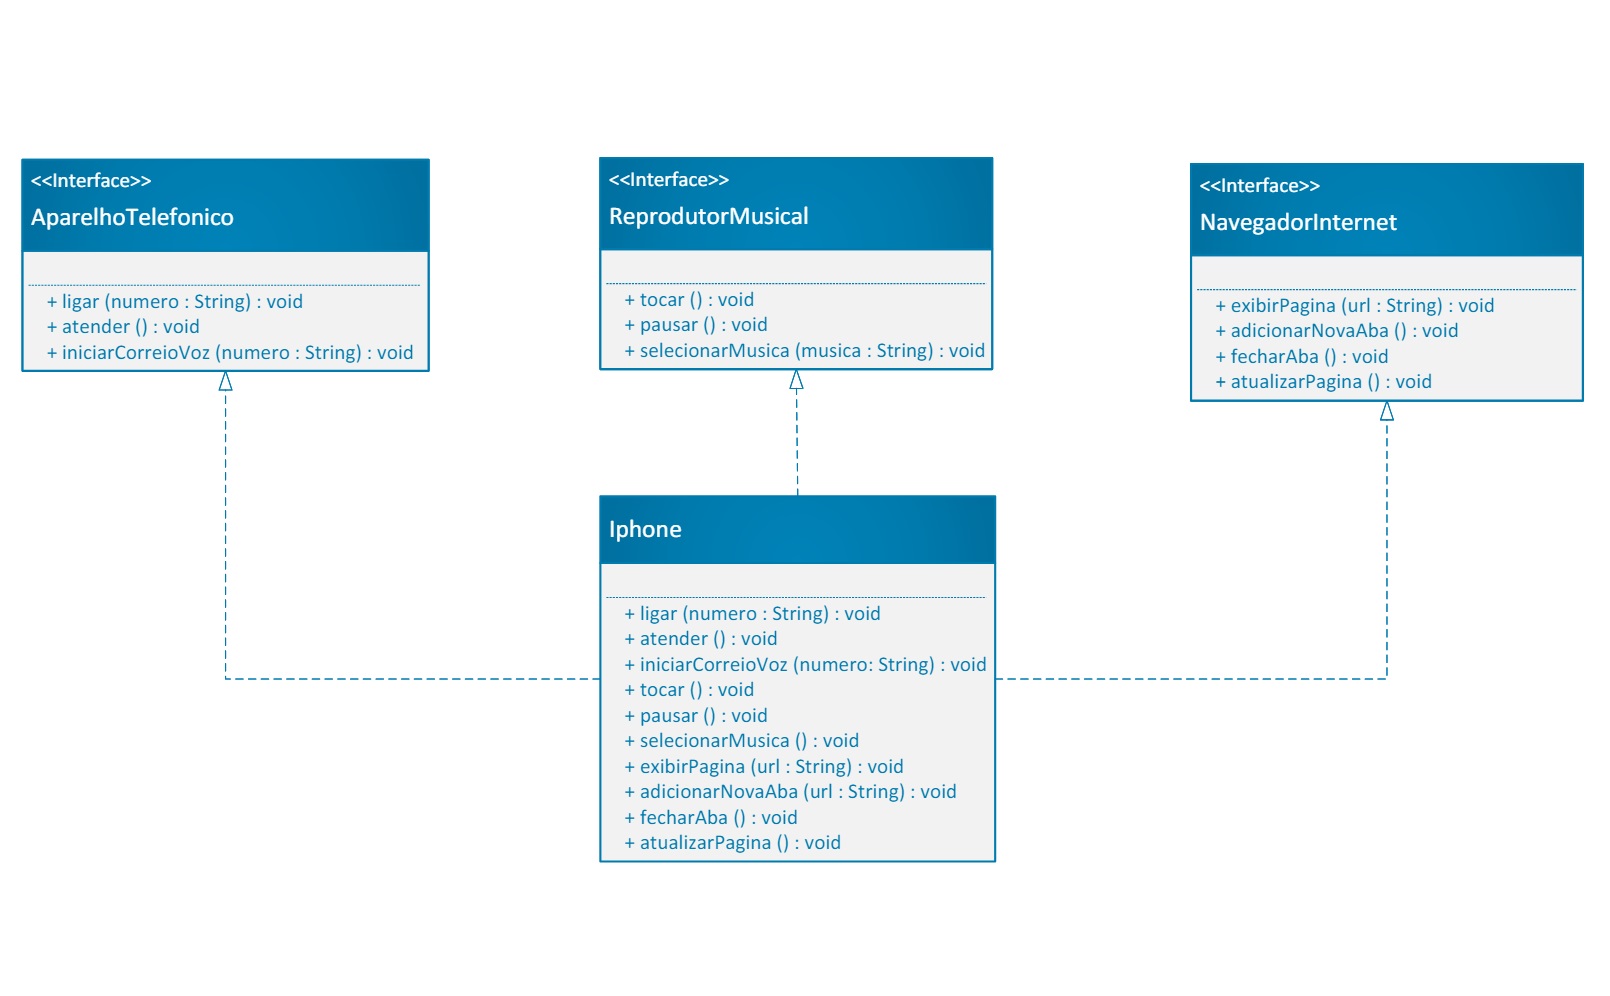 <<Interface>>
AparelhoTelefonico
+ ligar (numero : String) : void
+ atender () : void
+ iniciarCorreioVoz (numero : String) : void
<<Interface>>
ReprodutorMusical
+ tocar () : void
+ pausar () : void
+ selecionarMusica (musica : String) : void
<<Interface>>
NavegadorInternet
+ exibirPagina (url : String) : void
+ adicionarNovaAba () : void
+ fecharAba () : void
+ atualizarPagina () : void
Iphone
+ ligar (numero : String) : void
+ atender () : void
+ iniciarCorreioVoz (numero: String) : void
+ tocar () : void
+ pausar () : void
+ selecionarMusica () : void
+ exibirPagina (url : String) : void
+ adicionarNovaAba (url : String) : void
+ fecharAba () : void
+ atualizarPagina () : void